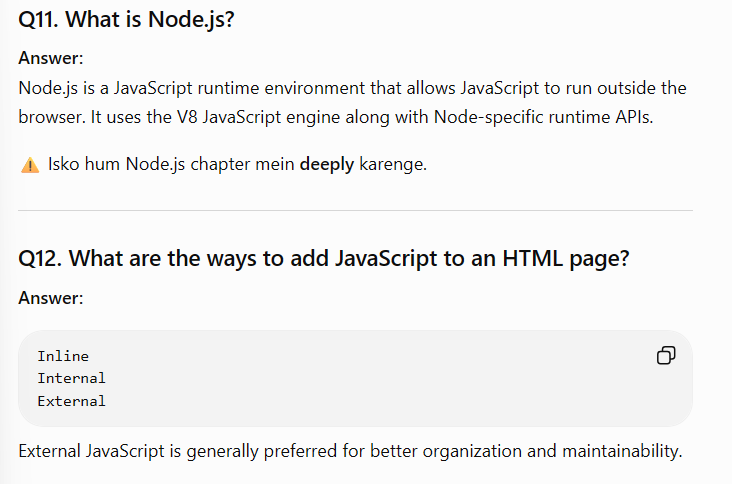 Q11. What is Node.js?
Answer:
Node.js is a JavaScript runtime environment that allows JavaScript to run outside the
browser. It uses the V8 JavaScript engine along with Node-specific runtime APIs.
⚠️ Isko hum Node.js chapter mein deeply karenge.
Q12. What are the ways to add JavaScript to an HTML page?
Answer:
Inline
Internal
External
External JavaScript is generally preferred for better organization and maintainability.